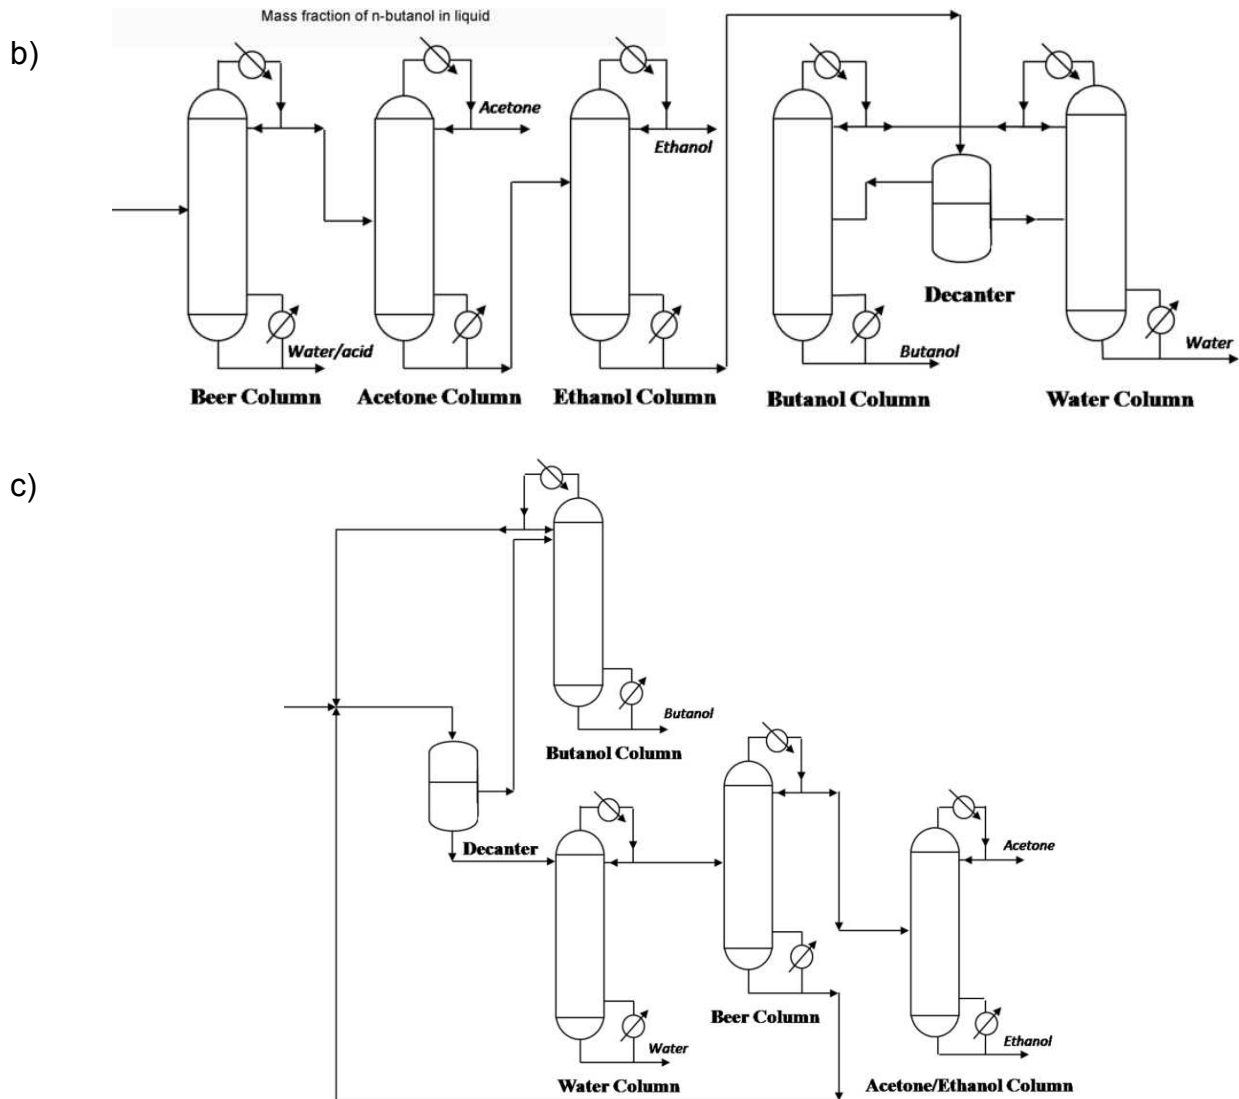 Mass fraction of n-butanol in liquid
b)
Acetone
Ethanol
Decanter
Water/acid
Butanol
Water
Beer Column
Acetone Column
Ethanol Column
Butanol Column
Water Column
c)
Butanol
Butanol Column
Decanter
Acetone
Beer Column
Water
Ethanol
Water Column
Acetone/Ethanol Column